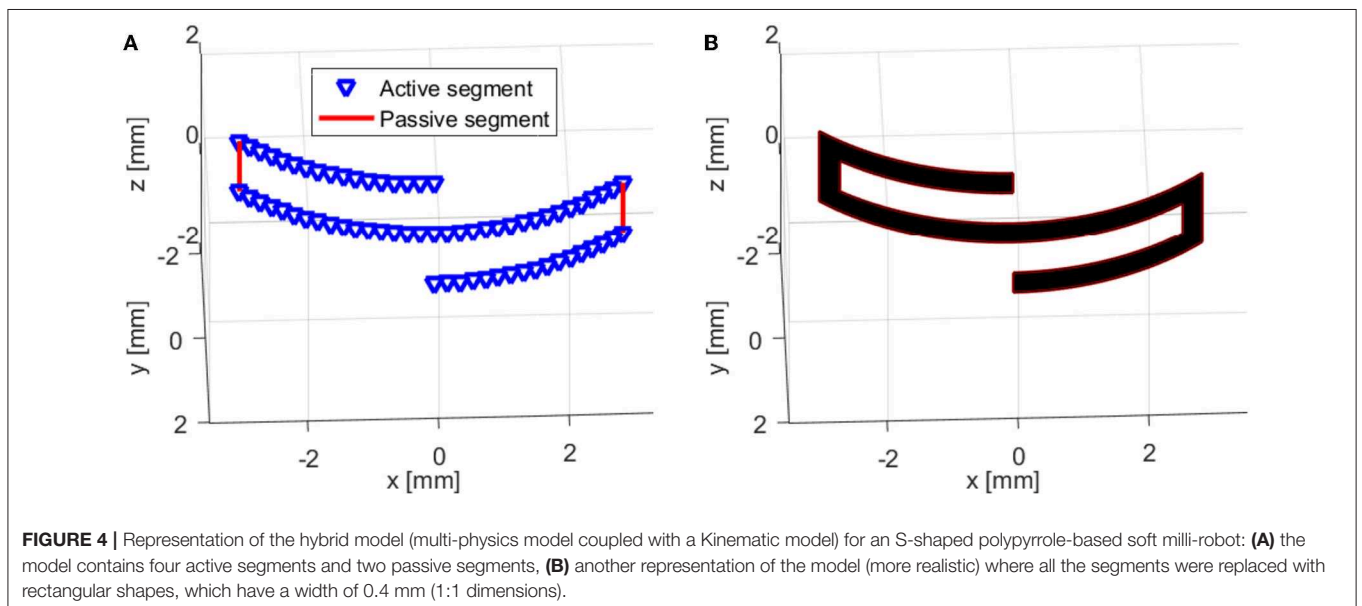 A
2
0
-2
-2
0
2
z [mm]
y [mm]
-2
0
2
x [mm]
Active segment
Passive segment
B
2
0
-2
-2
0
2
z [mm]
y [mm]
-2
0
2
x [mm]
FIGURE 4 | Representation of the hybrid model (multi-physics model coupled with a Kinematic model) for an S-shaped polypyrrole-based soft milli-robot: (A) the
model contains four active segments and two passive segments, (B) another representation of the model (more realistic) where all the segments were replaced with
rectangular shapes, which have a width of 0.4 mm (1:1 dimensions).